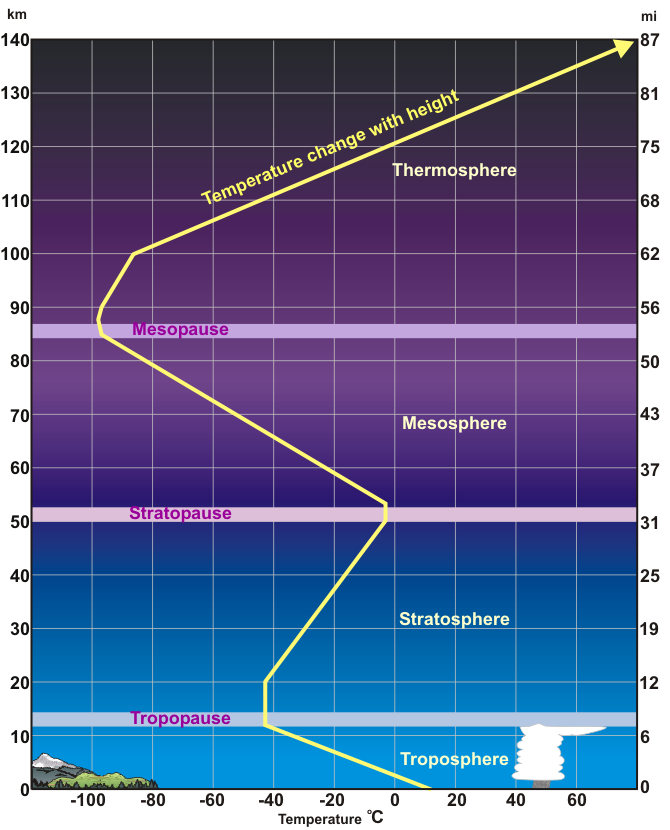 km
mi
140
87
130
81
Temperature change with height
120
75
Thermosphere
110
68
100
62
90
56
Mesopause
80
50
70
43
Mesosphere
60
37
Stratopause
50
31
40
25
Stratosphere
30
19
20
12
Tropopause
10
6
Troposphere
0
0
-100 -80 -60 -40 -20 0 20 40 60
Temperature °C